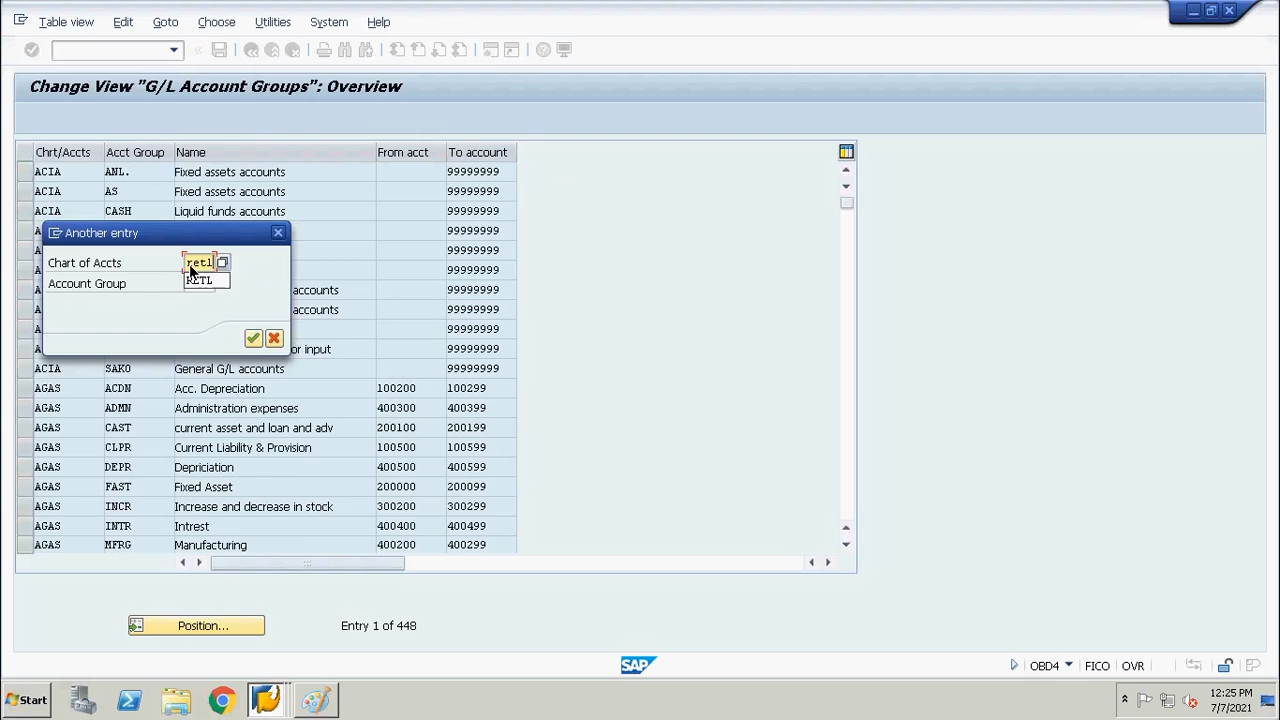 Table view Edit Goto Choose Utilities System Help
Change View "G/L Account Groups": Overview
Chrt/Accts Acct Group Name From acct To account
ACIA ANL. Fixed assets accounts 99999999
ACIA AS Fixed assets accounts 99999999
ACIA CASH Liquid funds accounts 99999999
99999999
Another entry
99999999
Chart of Accts retl
99999999
RETL
Account Group
accounts 99999999
accounts 99999999
99999999
or input 99999999
ACIA SAKO General G/L accounts 99999999
AGAS ACDN Acc. Depreciation 100200 100299
AGAS ADMN Administration expenses 400300 400399
AGAS CAST current asset and loan and adv 200100 200199
AGAS CLPR Current Liability & Provision 100500 100599
AGAS DEPR Depriciation 400500 400599
AGAS FAST Fixed Asset 200000 200099
AGAS INCR Increase and decrease in stock 300200 300299
AGAS INTR Intrest 400400 400499
AGAS MFRG Manufacturing 400200 400299
Position... Entry 1 of 448
SAP OBD4 FICO OVR
Start 12:25 PM
7/7/2021